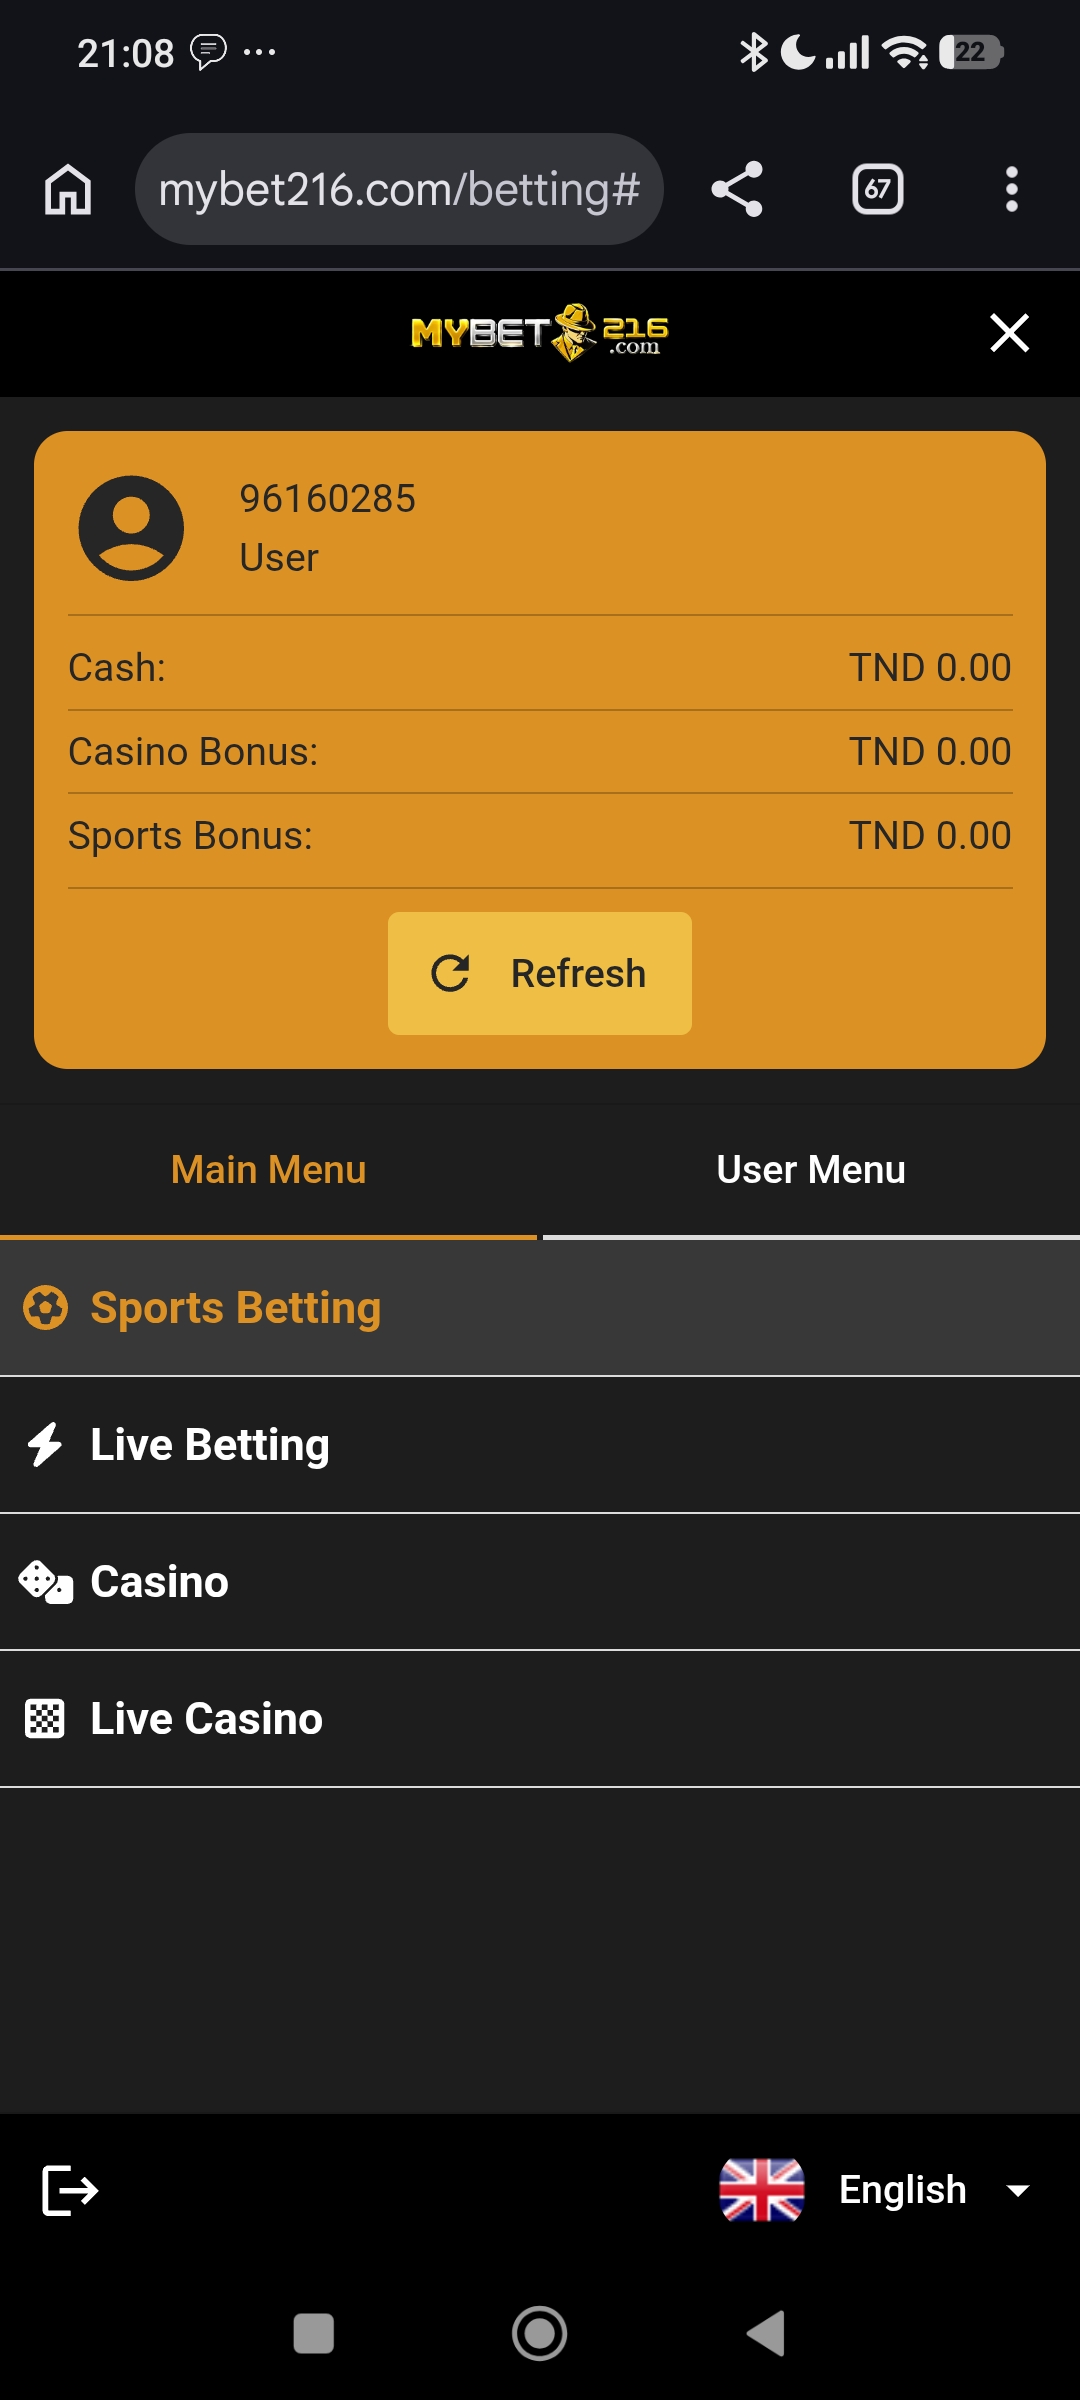 21:08
22
mybet216.com/betting#
67
MYBET 216
.com
96160285
User
Cash: TND 0.00
Casino Bonus: TND 0.00
Sports Bonus: TND 0.00
Refresh
Main Menu User Menu
Sports Betting
Live Betting
Casino
Live Casino
English